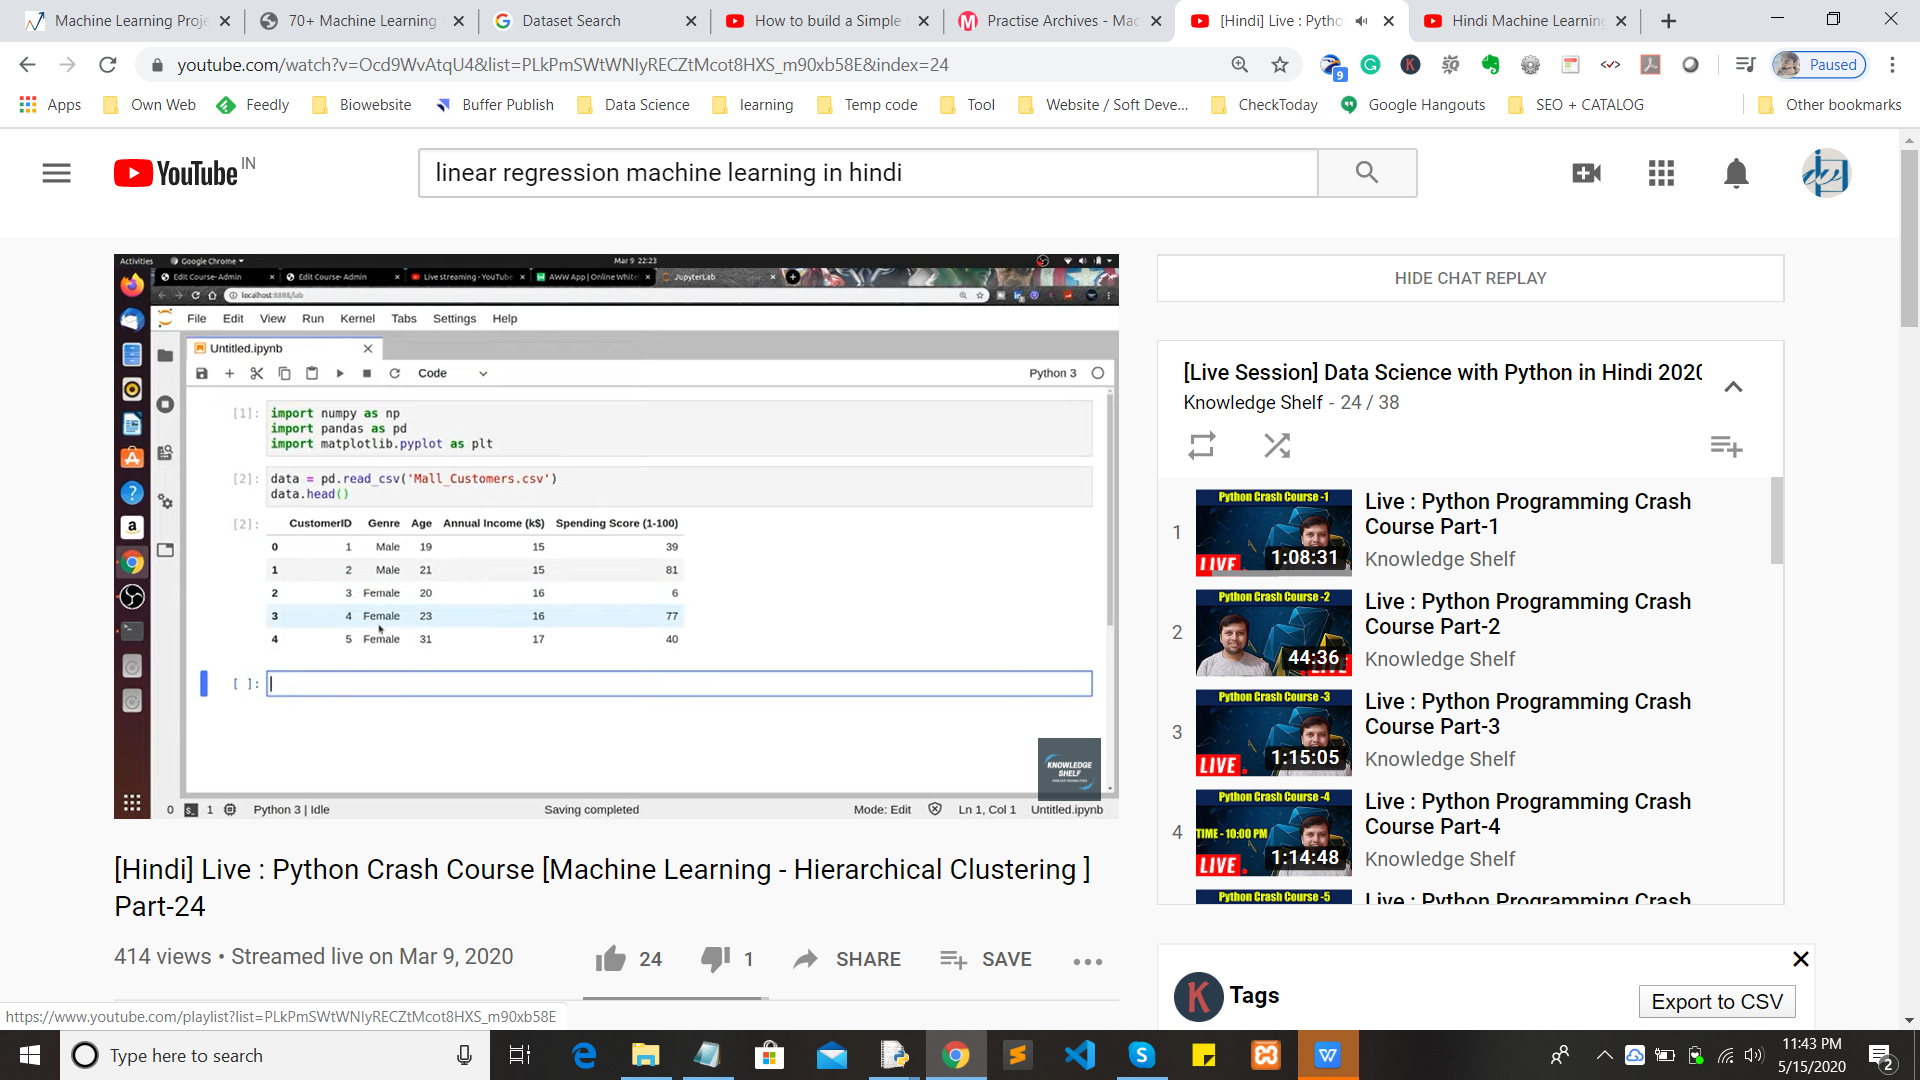 Machine Learning Proje
70+ Machine Learning
Dataset Search
How to build a Simple
Practise Archives - Mac
[Hindi] Live : Pytho
Hindi Machine Learning
youtube.com/watch?v=Ocd9WvAtqU4&list=PLkPmSWtWNIyRECZtMcot8HXS_m90xb58E&index=24
9
Paused
Apps
Own Web
Feedly
Biowebsite
Buffer Publish
Data Science
learning
Temp code
Tool
Website / Soft Deve...
CheckToday
Google Hangouts
SEO + CATALOG
Other bookmarks
YouTube IN
linear regression machine learning in hindi
Activities
Google Chrome
Mar 9 22:23
Edit Course- Admin
Edit Course- Admin
Live streaming - YouTube
AWW App | Online White
JupyterLab
localhost:8888/lab
File Edit View Run Kernel Tabs Settings Help
Untitled.ipynb
Code
Python 3
[1]: import numpy as np
import pandas as pd
import matplotlib.pyplot as plt
[2]: data = pd.read_csv('Mall_Customers.csv')
data.head()
[2]: CustomerID Genre Age Annual Income (k$) Spending Score (1-100)
0 1 Male 19 15 39
1 2 Male 21 15 81
2 3 Female 20 16 6
3 4 Female 23 16 77
4 5 Female 31 17 40
[ ]:
KNOWLEDGE
SHELF
0 1 Python 3 | Idle Saving completed Mode: Edit Ln 1, Col 1 Untitled.ipynb
[Hindi] Live : Python Crash Course [Machine Learning - Hierarchical Clustering ]
Part-24
414 views • Streamed live on Mar 9, 2020
24
1
SHARE
SAVE
HIDE CHAT REPLAY
[Live Session] Data Science with Python in Hindi 2020
Knowledge Shelf - 24 / 38
1
Python Crash Course -1
LIVE
1:08:31
Live : Python Programming Crash
Course Part-1
Knowledge Shelf
2
Python Crash Course -2
44:36
LIVE
Live : Python Programming Crash
Course Part-2
Knowledge Shelf
3
Python Crash Course -3
LIVE
1:15:05
Live : Python Programming Crash
Course Part-3
Knowledge Shelf
4
Python Crash Course -4
TIME - 10:00 PM
LIVE
1:14:48
Live : Python Programming Crash
Course Part-4
Knowledge Shelf
Python Crash Course -5
Live : Python Programming Crash
K
Tags
Export to CSV
https://www.youtube.com/playlist?list=PLkPmSWtWNIyRECZtMcot8HXS_m90xb58E
Type here to search
11:43 PM
5/15/2020
2